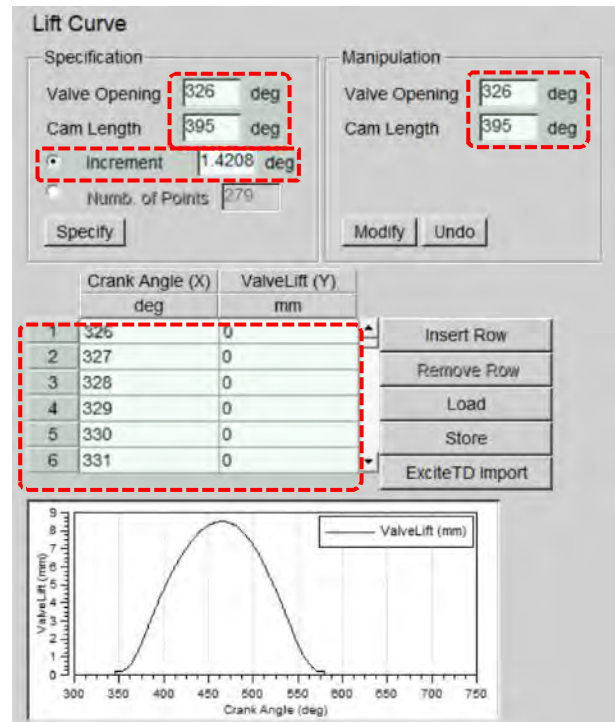 Lift Curve
Specification
Valve Opening 326 deg
Cam Length 395 deg
Increment 1.4208 deg
Numb. of Points 279
Specify
Manipulation
Valve Opening 326 deg
Cam Length 395 deg
Modify Undo
Crank Angle (X) ValveLift (Y)
deg mm
1 326 0
2 327 0
3 328 0
4 329 0
5 330 0
6 331 0
Insert Row
Remove Row
Load
Store
ExciteTD Import
ValveLift (mm)
9
8
7
6
5
4
3
2
1
0
ValveLift (mm)
300 350 400 450 500 550 600 650 700 750
Crank Angle (deg)